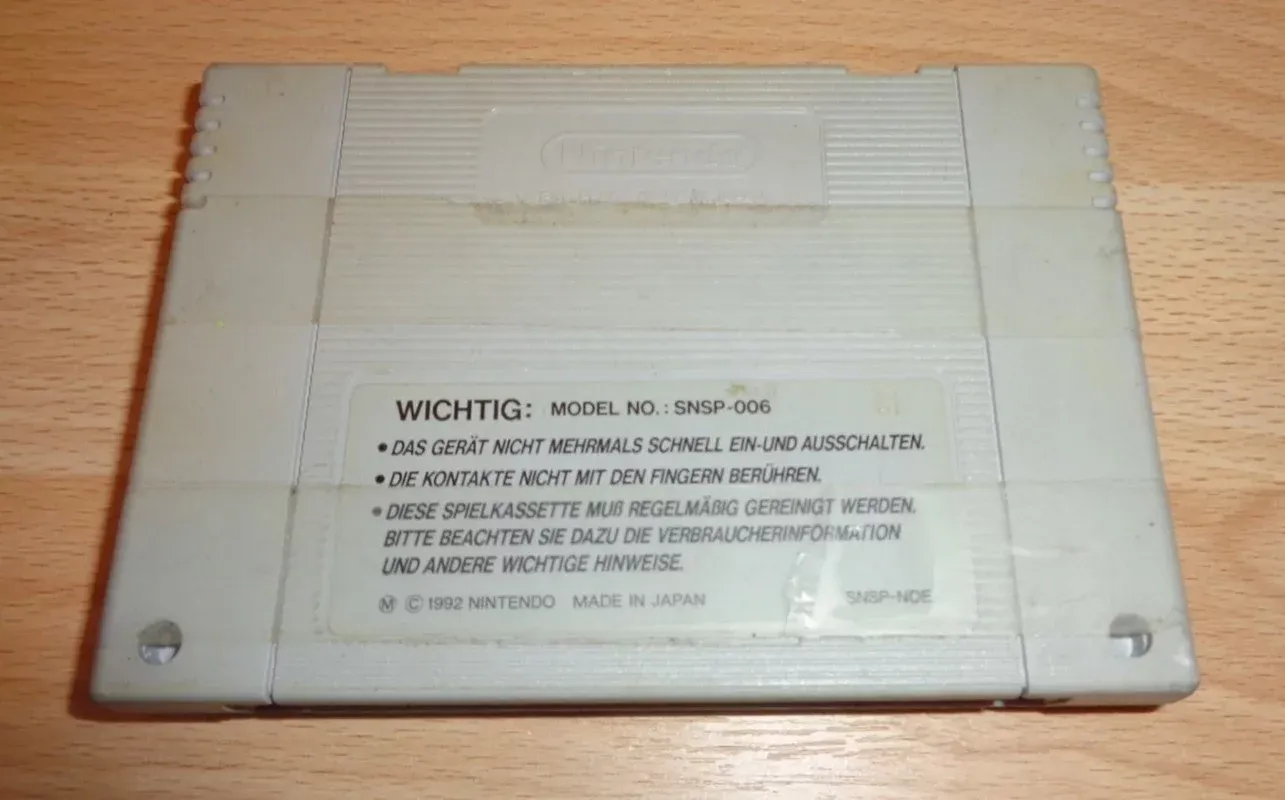 Nintendo
WICHTIG: MODEL NO.: SNSP-006
• DAS GERÄT NICHT MEHRMALS SCHNELL EIN-UND AUSSCHALTEN.
• DIE KONTAKTE NICHT MIT DEN FINGERN BERÜHREN.
• DIESE SPIELKASSETTE MUß REGELMÄßIG GEREINIGT WERDEN.
BITTE BEACHTEN SIE DAZU DIE VERBRAUCHERINFORMATION
UND ANDERE WICHTIGE HINWEISE.
Ⓜ © 1992 NINTENDO MADE IN JAPAN SNSP-NOE